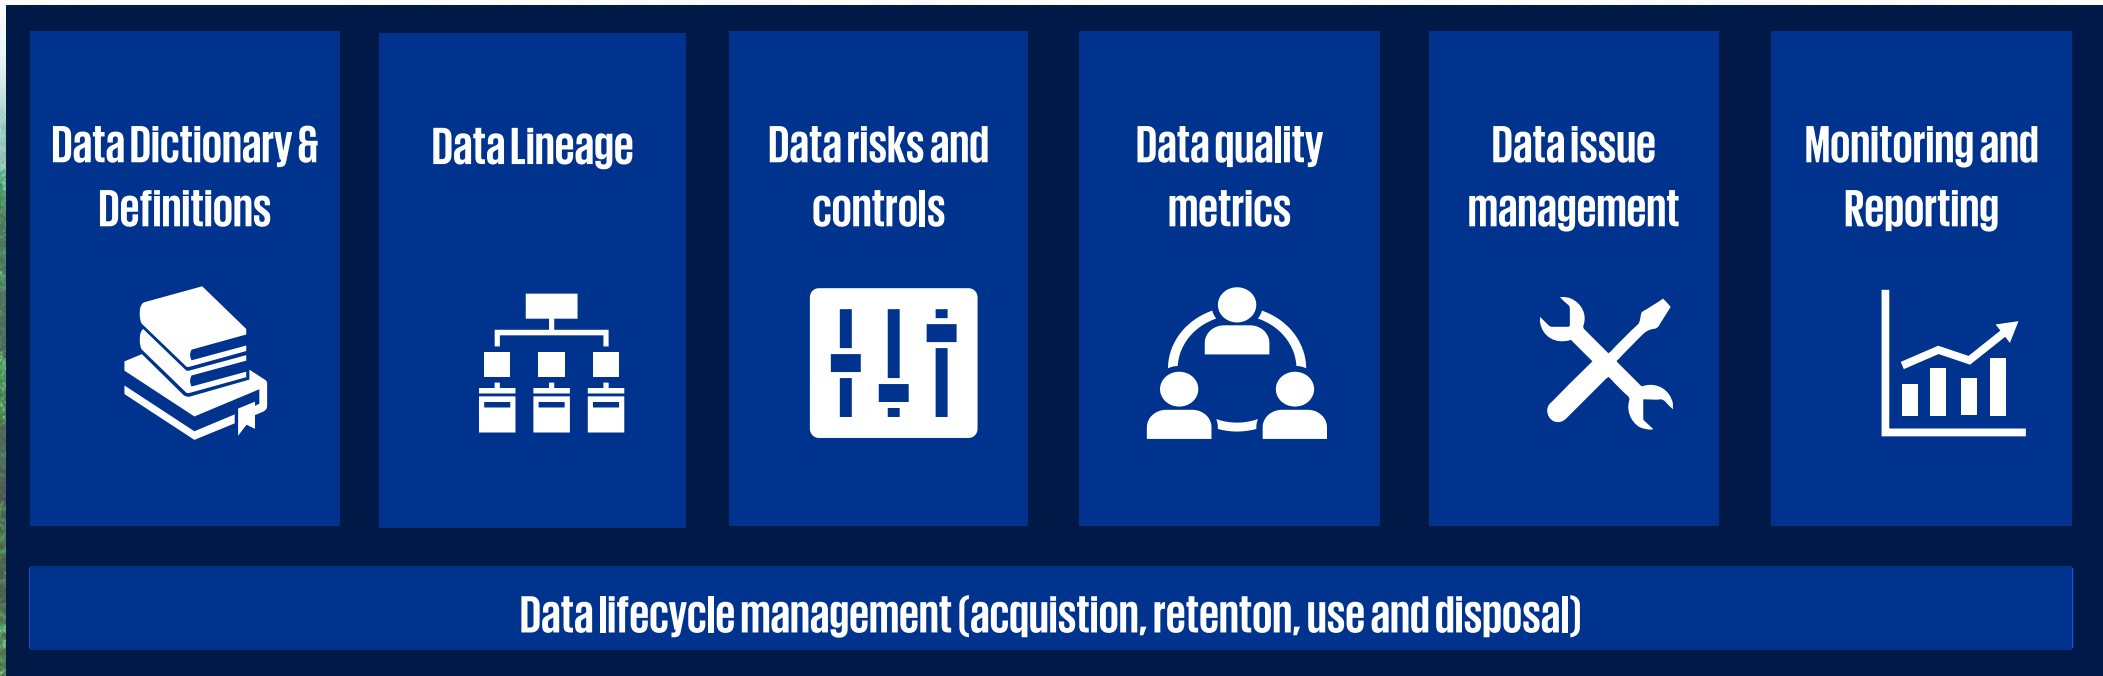 Data Dictionary &
Definitions
Data Lineage
Data risks and
controls
Data quality
metrics
Data issue
management
Monitoring and
Reporting
Data lifecycle management (acquistion, retenton, use and disposal)